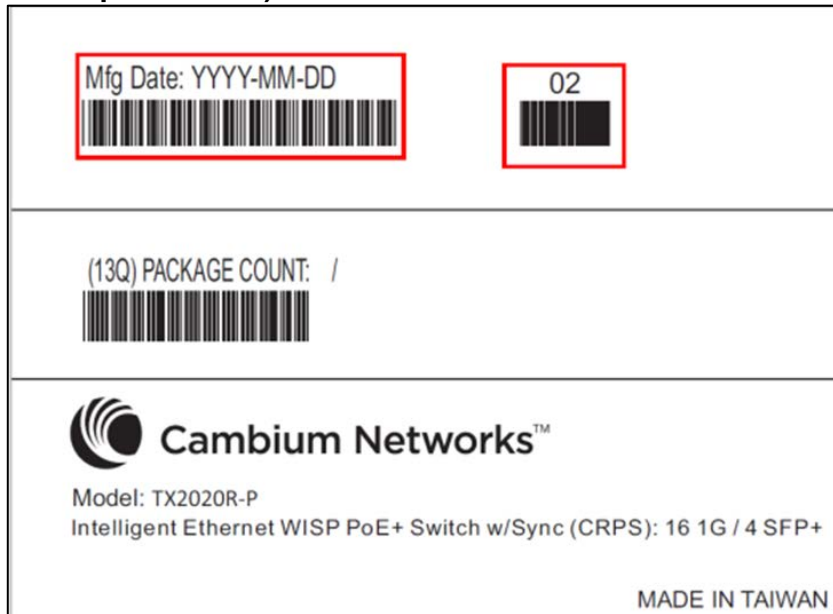 Mfg Date: YYYY-MM-DD
02
(13Q) PACKAGE COUNT: /
Cambium Networks™
Model: TX2020R-P
Intelligent Ethernet WISP PoE+ Switch w/Sync (CRPS): 16 1G / 4 SFP+
MADE IN TAIWAN